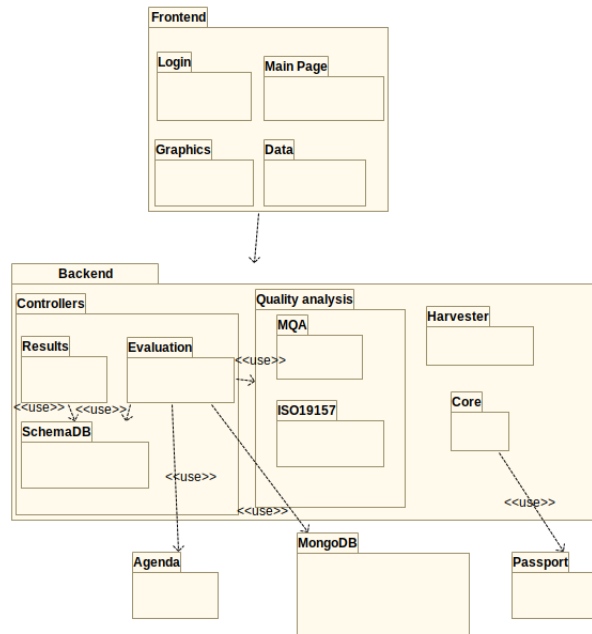 Frontend
Login
Main Page
Graphics
Data
Backend
Controllers
Quality analysis
Results
Evaluation
MQA
Harvester
<<use>>
<<use>>
<<use>>
SchemaDB
ISO19157
Core
<<use>>
<<use>>
<<use>>
Agenda
MongoDB
Passport